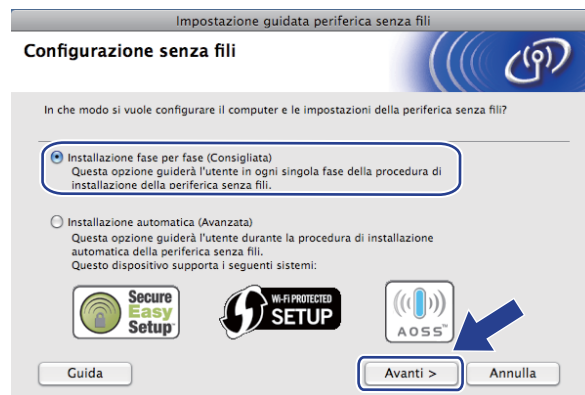 Impostazione guidata periferica senza fili
Configurazione senza fili
In che modo si vuole configurare il computer e le impostazioni della periferica senza fili?
Installazione fase per fase (Consigliata)
Questa opzione guiderà l'utente in ogni singola fase della procedura di
installazione della periferica senza fili.
Installazione automatica (Avanzata)
Questa opzione guiderà l'utente durante la procedura di installazione
automatica della periferica senza fili.
Questo dispositivo supporta i seguenti sistemi:
Secure
Easy
Setup™
Wi-Fi PROTECTED
SETUP
AOSS™
Guida
Avanti >
Annulla